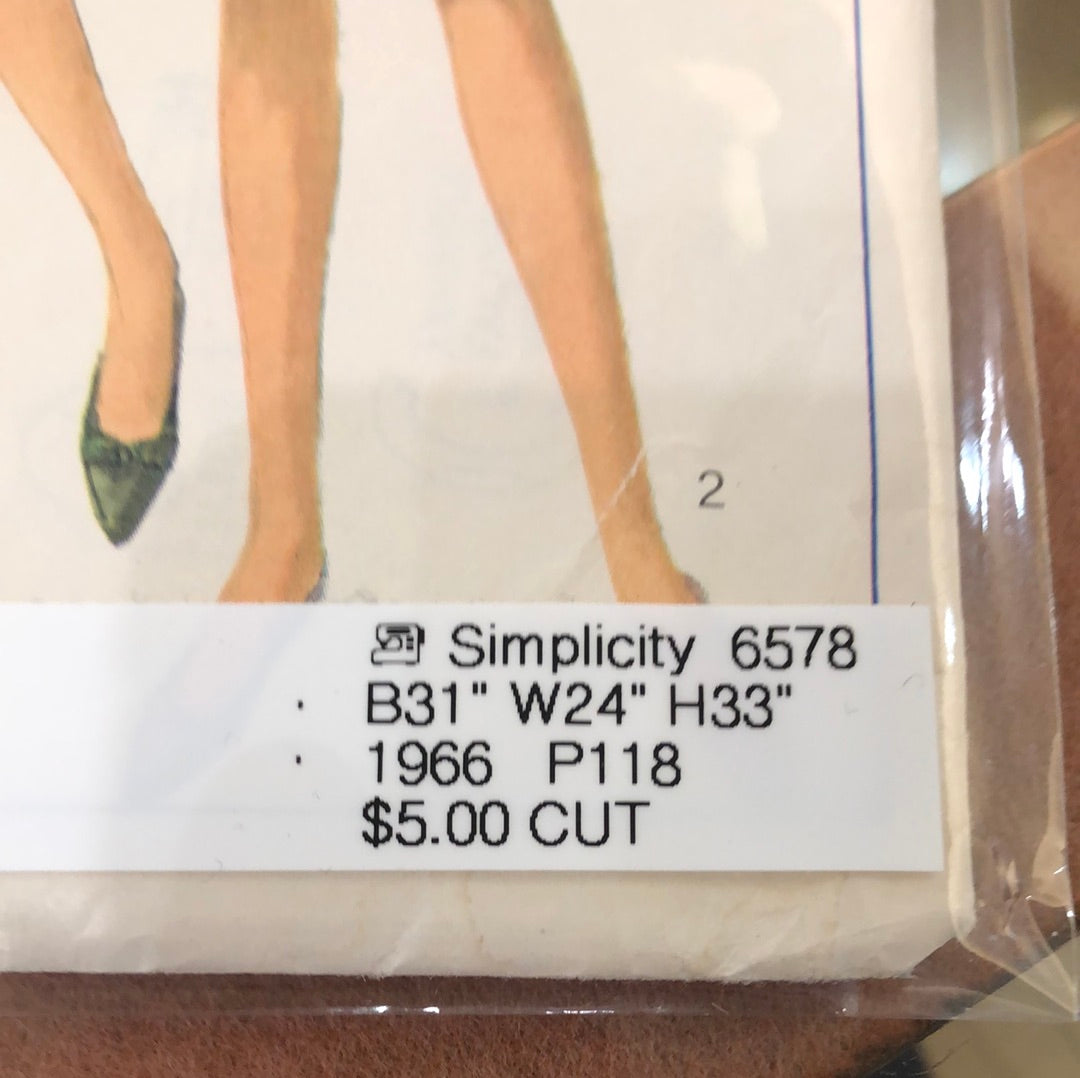 2
Simplicity 6578
B31" W24" H33"
1966 P118
$5.00 CUT